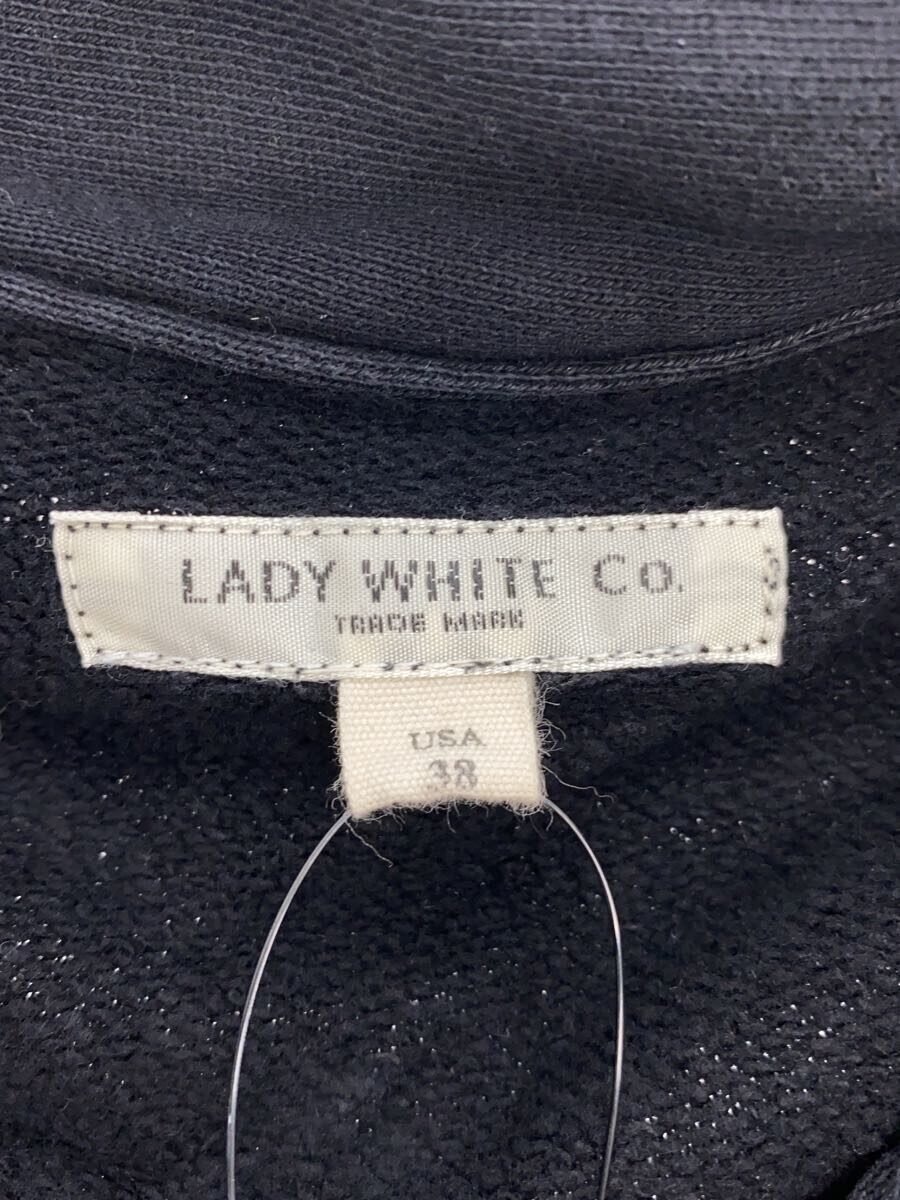 LADY WHITE Co.
TRADE MARK
USA
38